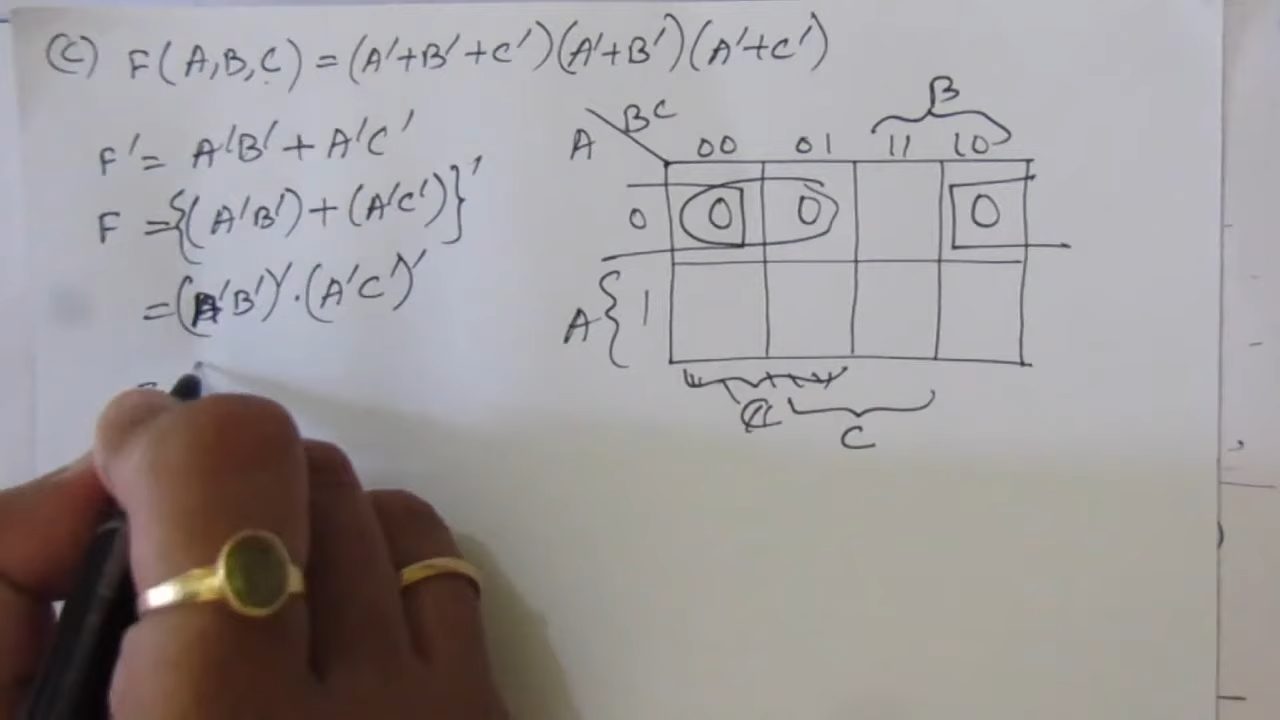 (C) F(A,B,C) = (A'+B'+C')(A'+B')(A'+C')
F' = A'B' + A'C'
F = {(A'B') + (A'C')}'
= (A'B')'.(A'C')'
B
A BC 00 01 11 10
0 0 0 0
A { 1
C